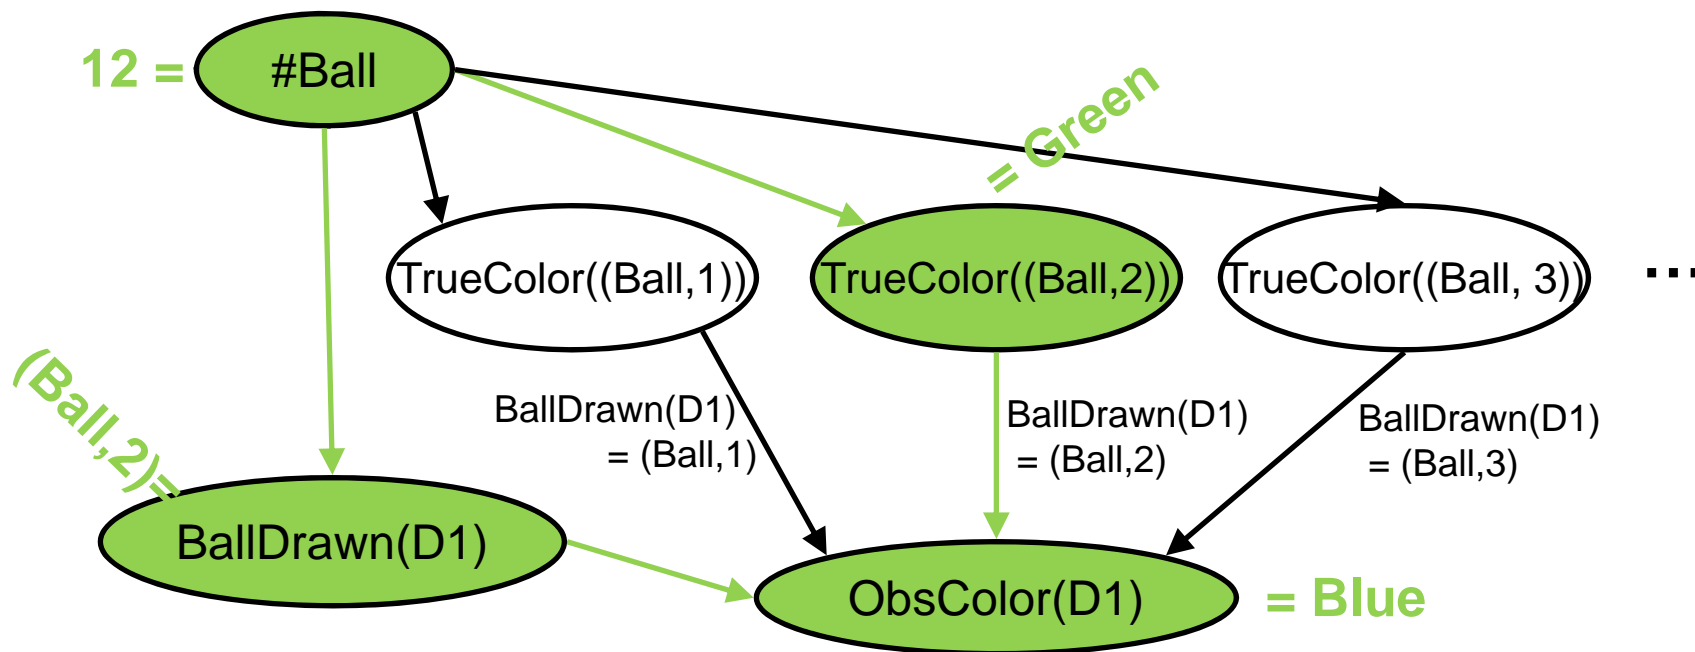 12 =
#Ball
= Green
TrueColor((Ball,1))
TrueColor((Ball,2))
TrueColor((Ball, 3))
...
(Ball,2)=
BallDrawn(D1)
= (Ball,1)
BallDrawn(D1)
= (Ball,2)
BallDrawn(D1)
= (Ball,3)
BallDrawn(D1)
ObsColor(D1)
= Blue